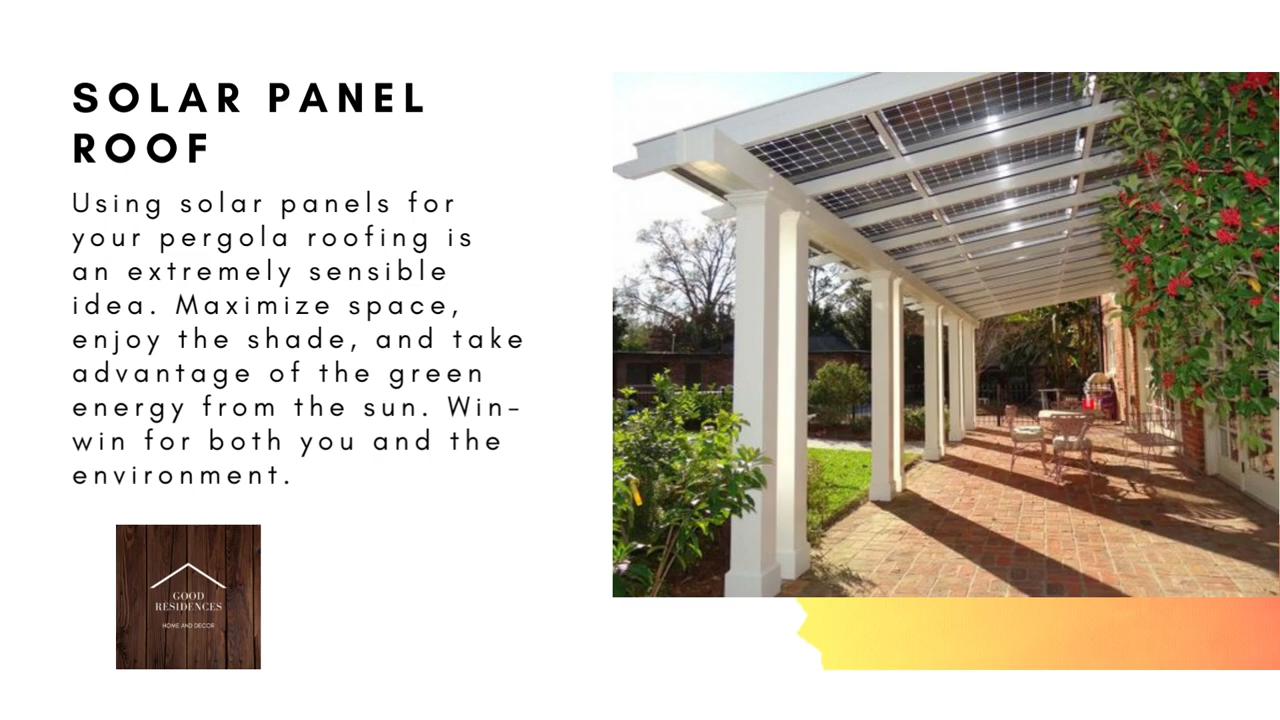 SOLAR PANEL
ROOF
Using solar panels for
your pergola roofing is
an extremely sensible
idea. Maximize space,
enjoy the shade, and take
advantage of the green
energy from the sun. Win-
win for both you and the
environment.
GOOD
RESIDENCES
HOME AND DECOR